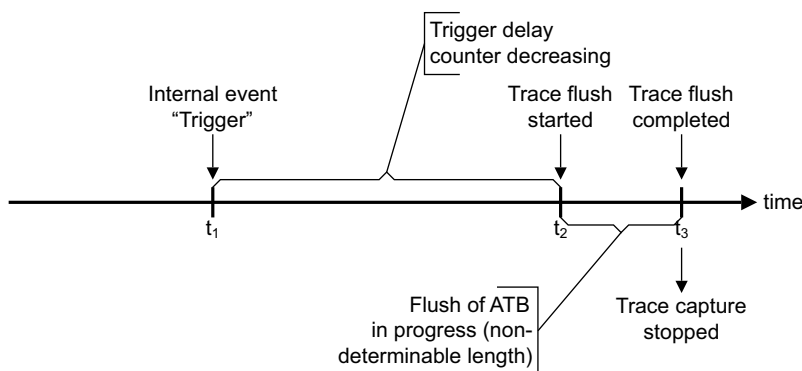 Trigger delay
counter decreasing
Internal event
“Trigger”
Trace flush
started
Trace flush
completed
time
t₁
t₂
t₃
Flush of ATB
in progress (non-
determinable length)
Trace capture
stopped